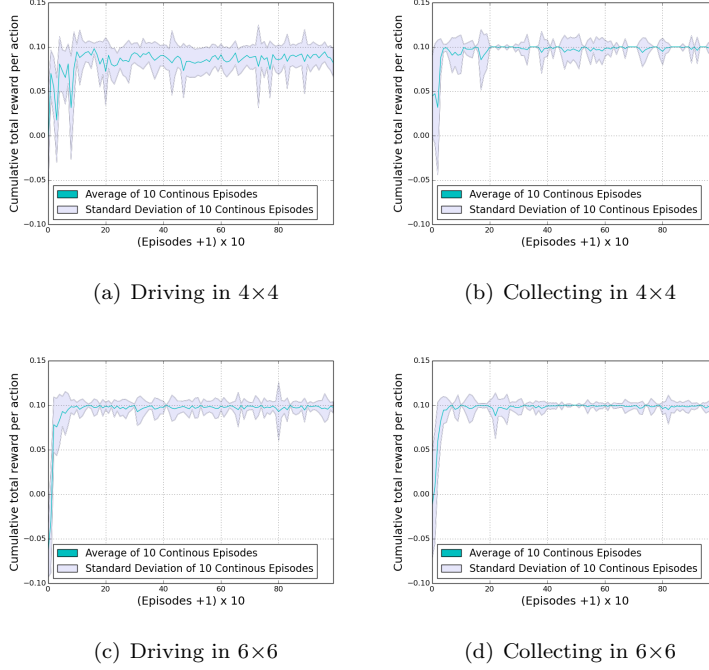 0.15
0.10
0.05
0.00
−0.05
−0.10
Cumulative total reward per action
Average of 10 Continous Episodes
Standard Deviation of 10 Continous Episodes
0 20 40 60 80
(Episodes +1) x 10
(a) Driving in 4×4
0.15
0.10
0.05
0.00
−0.05
−0.10
Cumulative total reward per action
Average of 10 Continous Episodes
Standard Deviation of 10 Continous Episodes
0 20 40 60 80
(Episodes +1) x 10
(b) Collecting in 4×4
0.15
0.10
0.05
0.00
−0.05
−0.10
Cumulative total reward per action
Average of 10 Continous Episodes
Standard Deviation of 10 Continous Episodes
0 20 40 60 80
(Episodes +1) x 10
(c) Driving in 6×6
0.15
0.10
0.05
0.00
−0.05
−0.10
Cumulative total reward per action
Average of 10 Continous Episodes
Standard Deviation of 10 Continous Episodes
0 20 40 60 80
(Episodes +1) x 10
(d) Collecting in 6×6